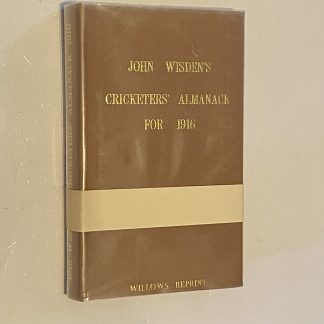 JOHN WISDEN'S
CRICKETERS' ALMANACK
FOR 1916
WILLOWS REPRINT